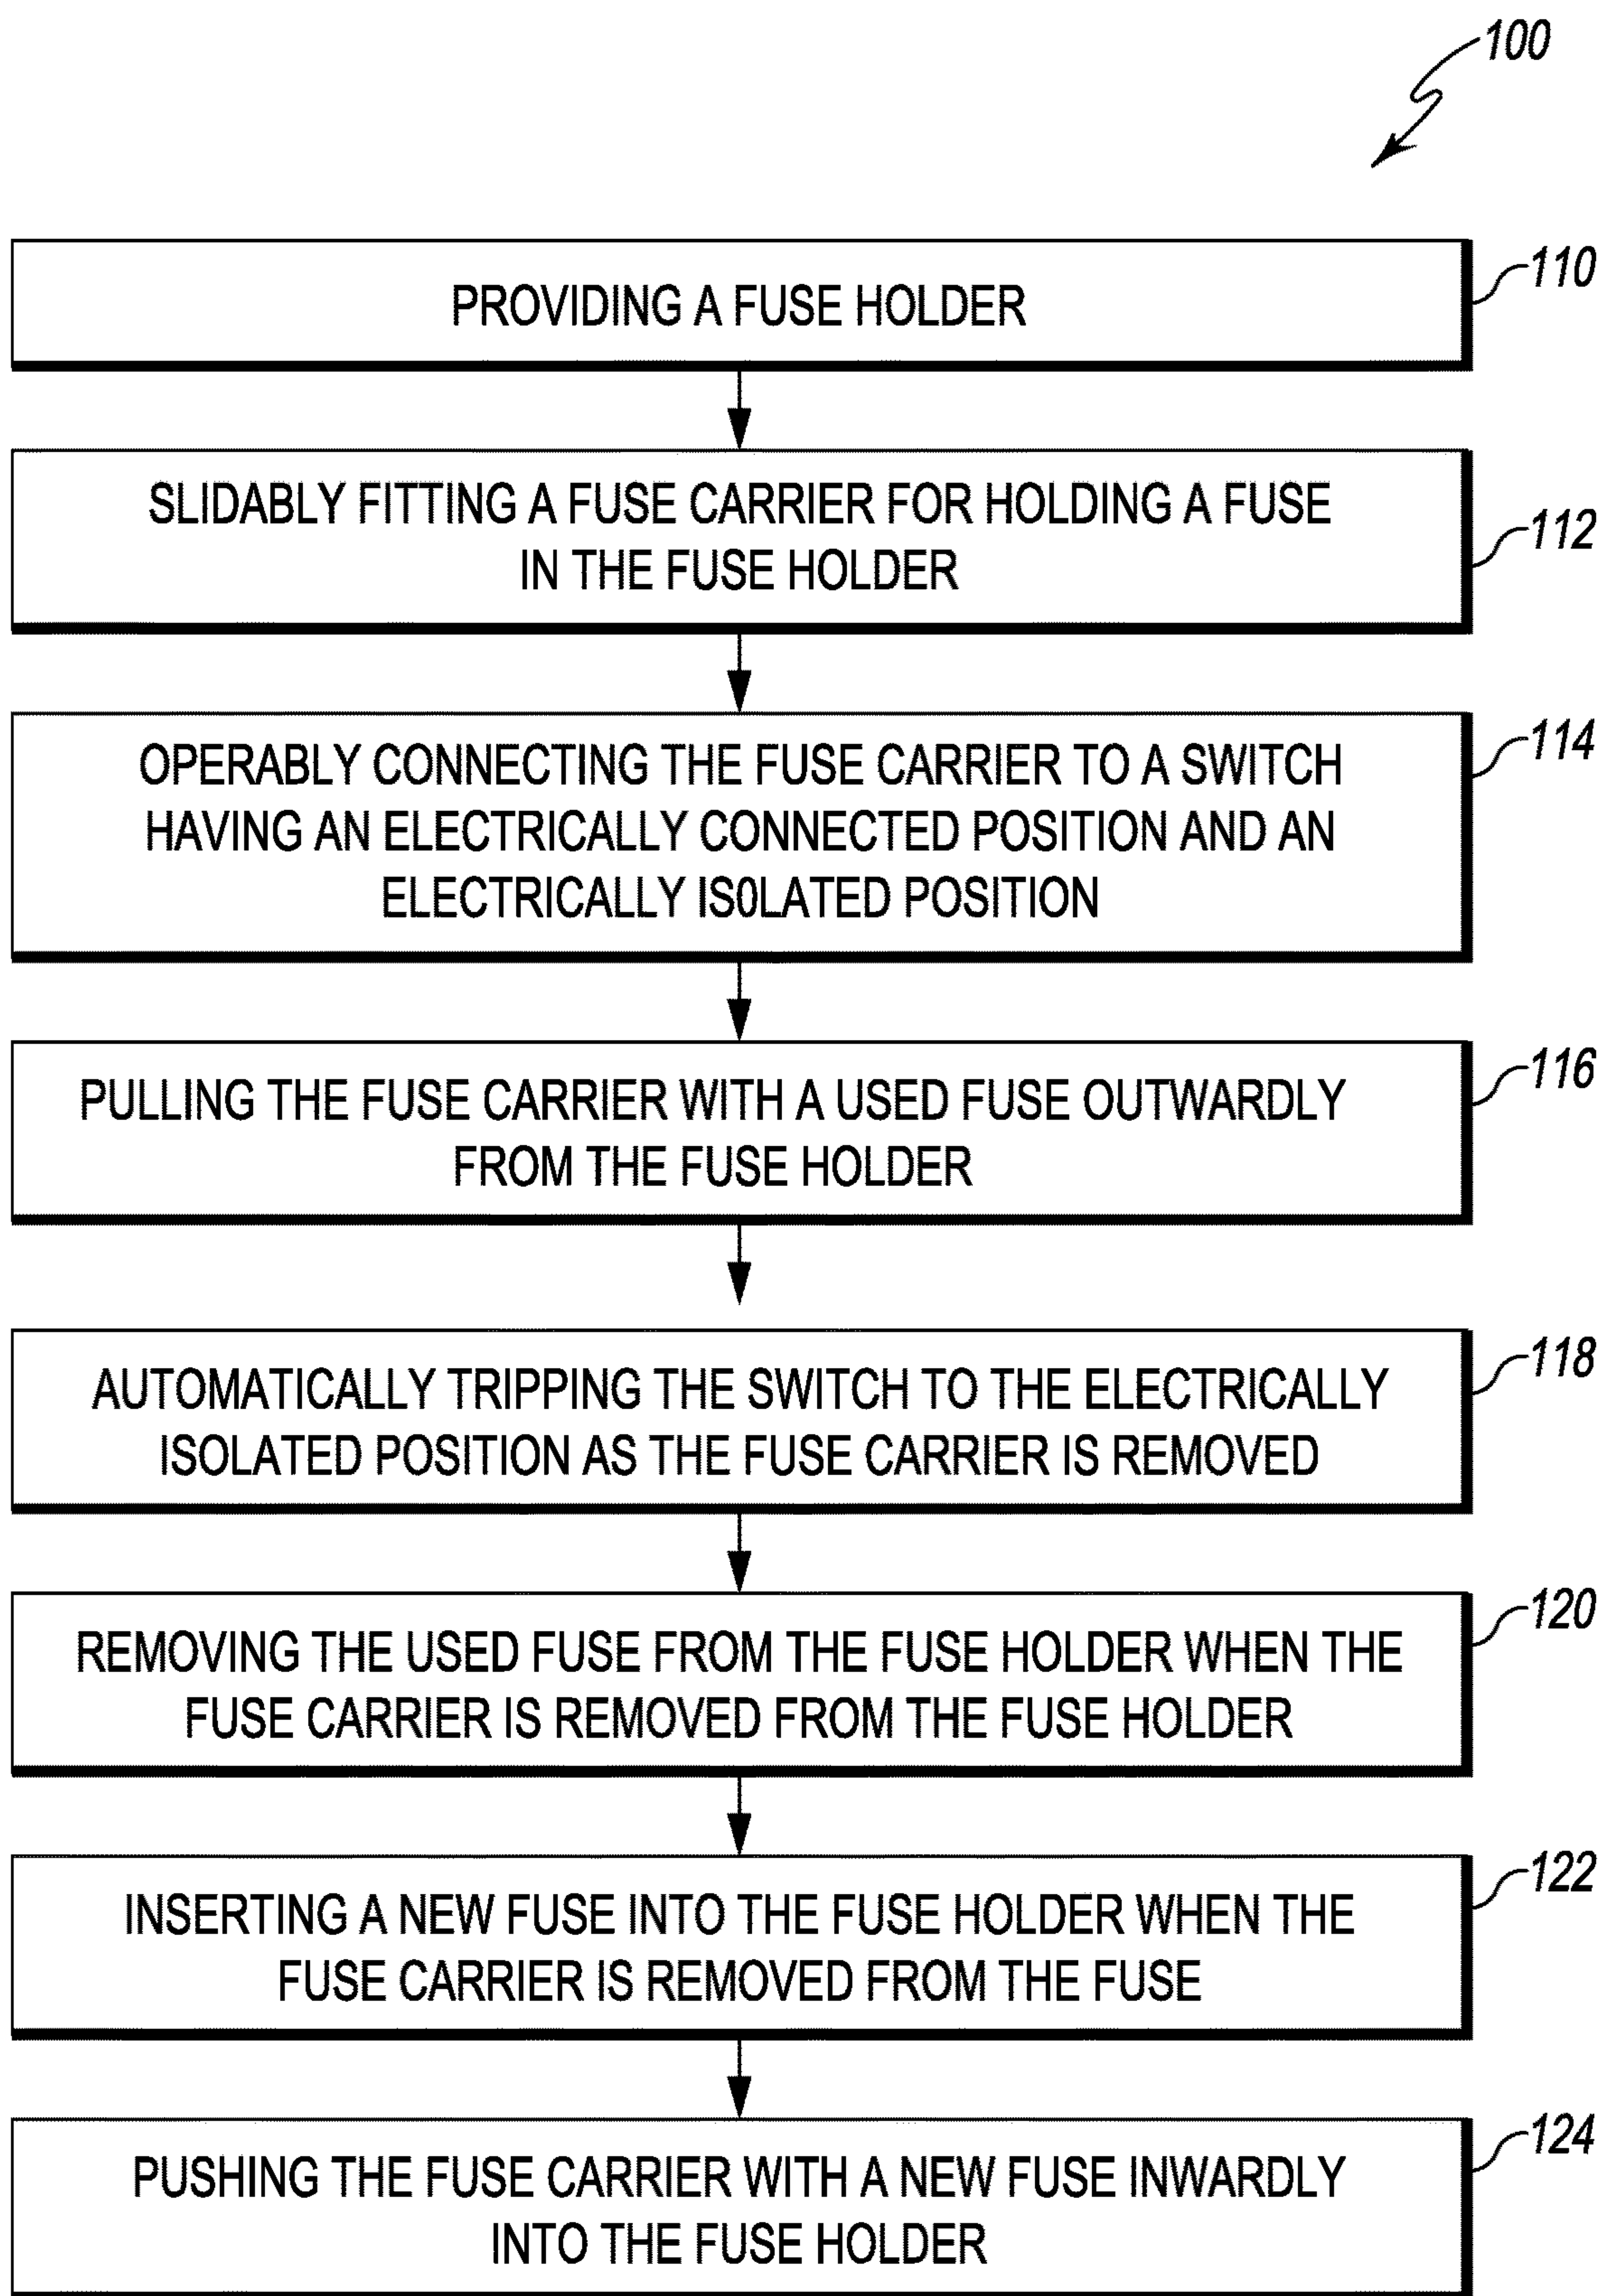 100
PROVIDING A FUSE HOLDER
110
SLIDABLY FITTING A FUSE CARRIER FOR HOLDING A FUSE
IN THE FUSE HOLDER
112
OPERABLY CONNECTING THE FUSE CARRIER TO A SWITCH
HAVING AN ELECTRICALLY CONNECTED POSITION AND AN
ELECTRICALLY IS0LATED POSITION
114
PULLING THE FUSE CARRIER WITH A USED FUSE OUTWARDLY
FROM THE FUSE HOLDER
116
AUTOMATICALLY TRIPPING THE SWITCH TO THE ELECTRICALLY
ISOLATED POSITION AS THE FUSE CARRIER IS REMOVED
118
REMOVING THE USED FUSE FROM THE FUSE HOLDER WHEN THE
FUSE CARRIER IS REMOVED FROM THE FUSE HOLDER
120
INSERTING A NEW FUSE INTO THE FUSE HOLDER WHEN THE
FUSE CARRIER IS REMOVED FROM THE FUSE
122
PUSHING THE FUSE CARRIER WITH A NEW FUSE INWARDLY
INTO THE FUSE HOLDER
124